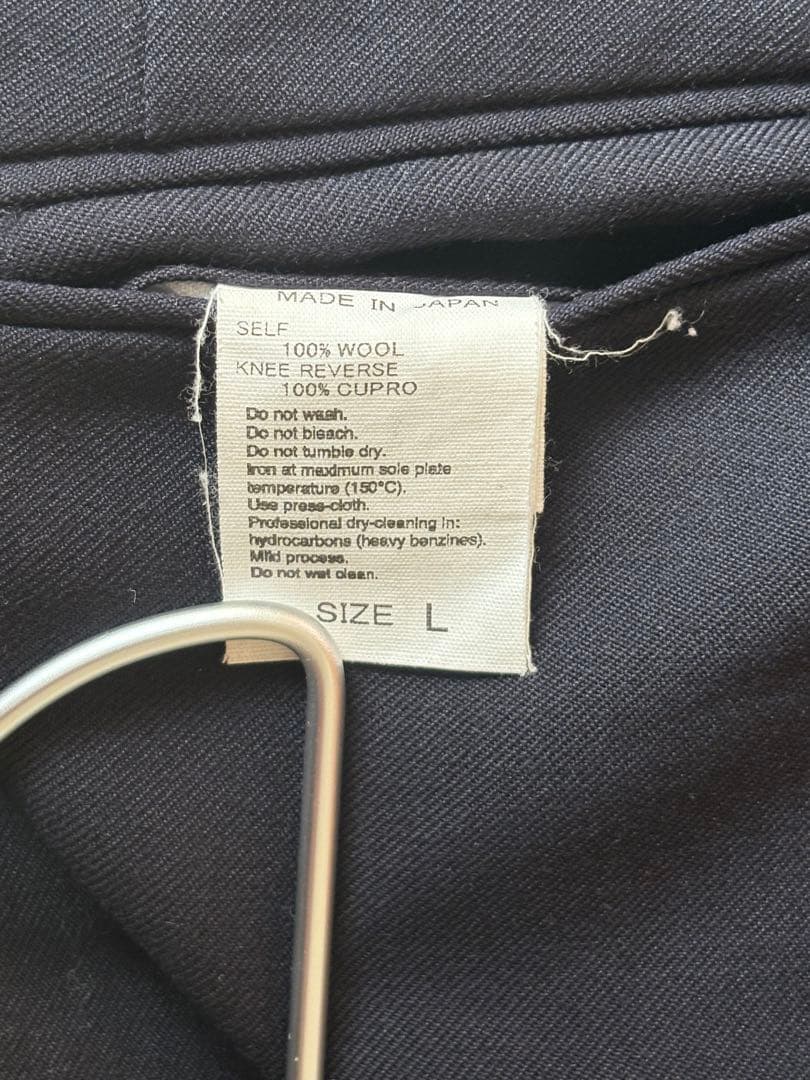 MADE IN JAPAN
SELF
100% WOOL
KNEE REVERSE
100% CUPRO
Do not wash.
Do not bleach.
Do not tumble dry.
Iron at maximum sole plate
temperature (150°C).
Use press-cloth.
Professional dry-cleaning in:
hydrocarbons (heavy benzines).
Mild process.
Do not wet clean.
SIZE L